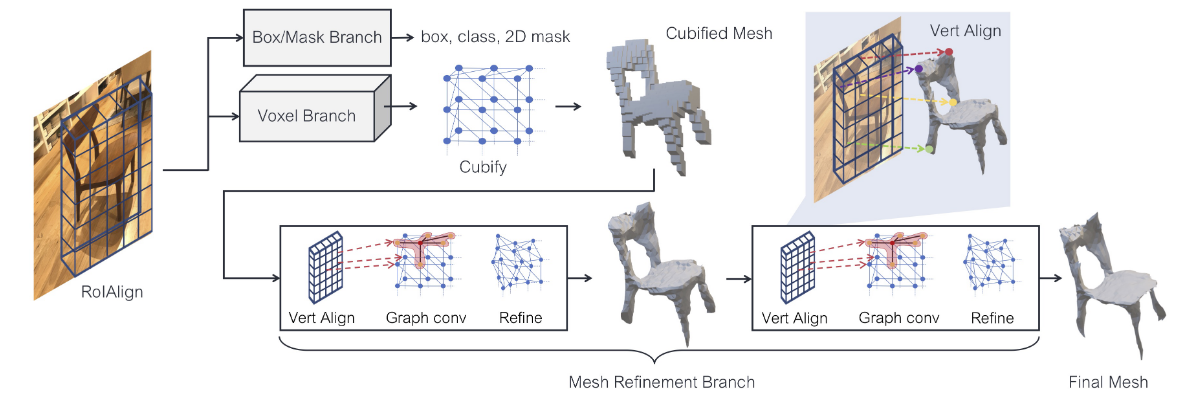 Box/Mask Branch
box, class, 2D mask
Cubified Mesh
Vert Align
Voxel Branch
Cubify
RoIAlign
Vert Align
Graph conv
Refine
Vert Align
Graph conv
Refine
Mesh Refinement Branch
Final Mesh